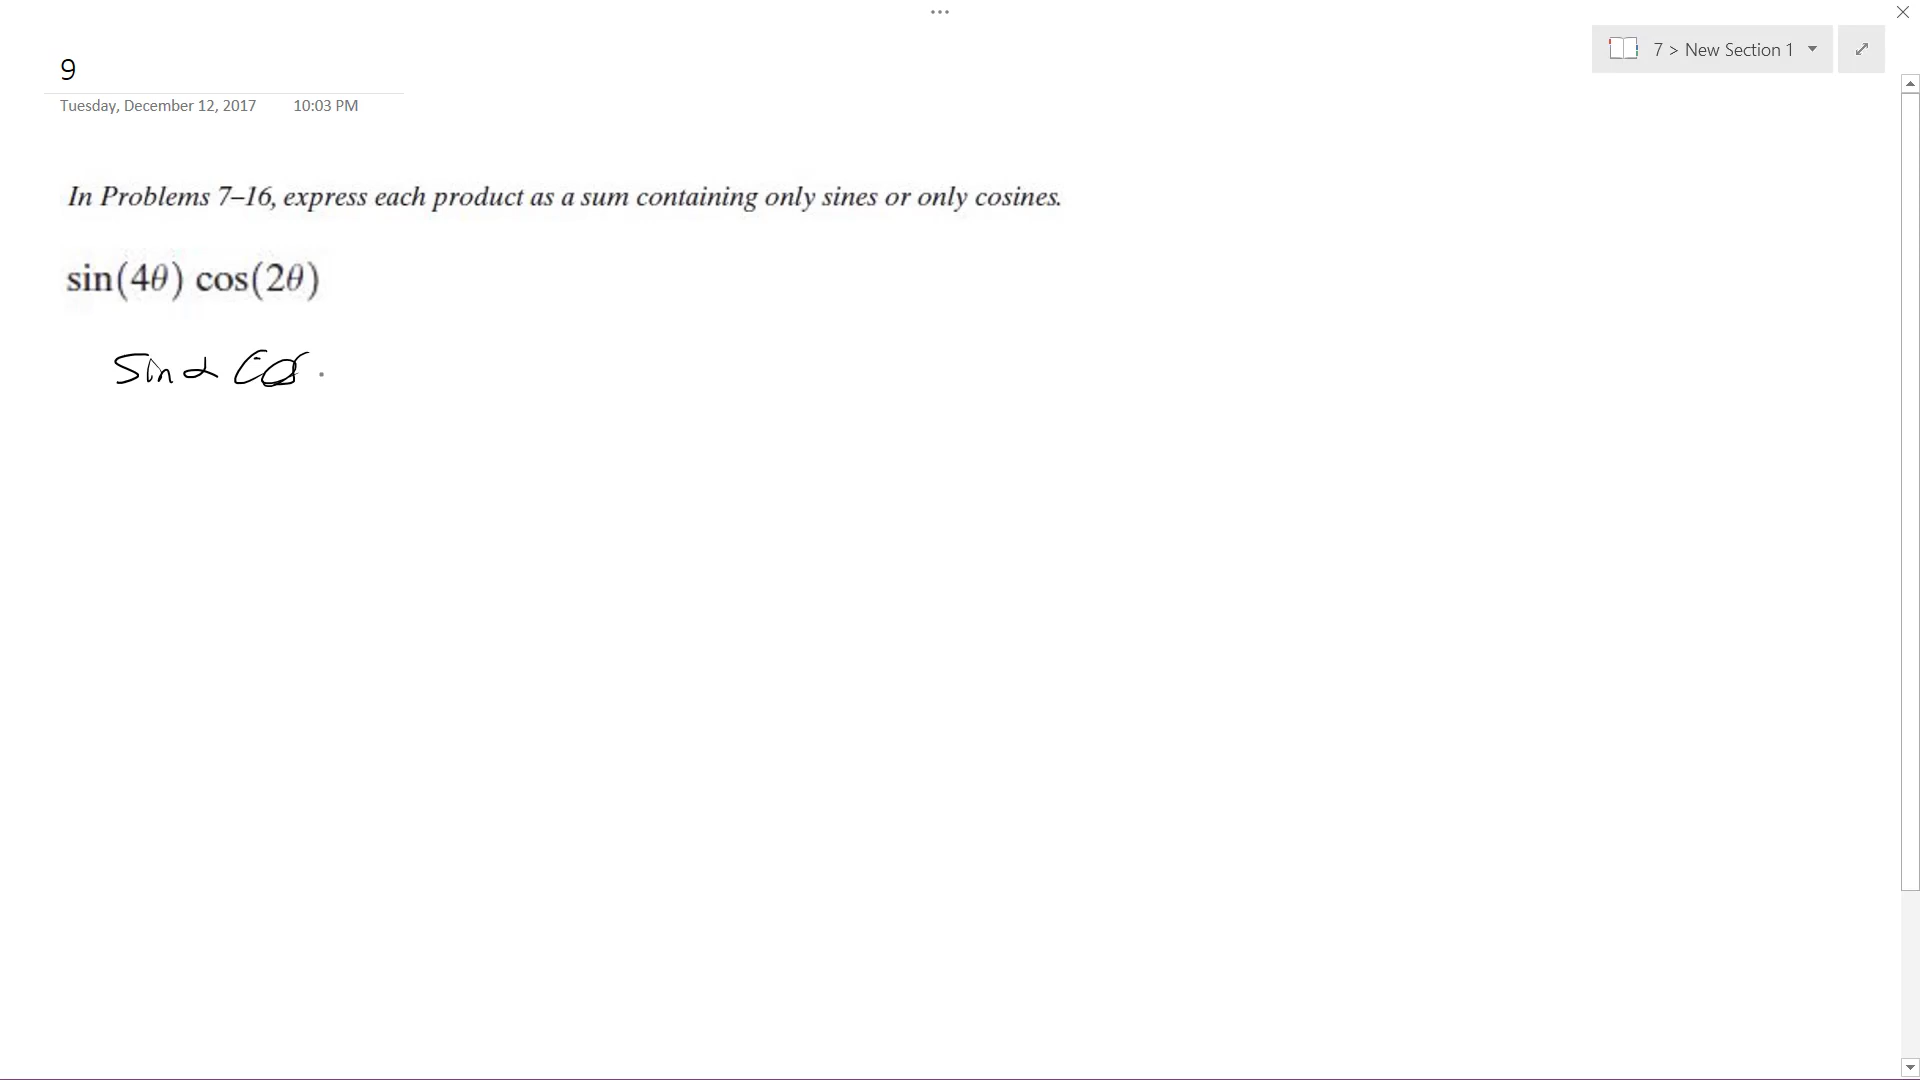 7 > New Section 1
9
Tuesday, December 12, 2017 10:03 PM
In Problems 7–16, express each product as a sum containing only sines or only cosines.
sin(4θ) cos(2θ)
Sin α Cos